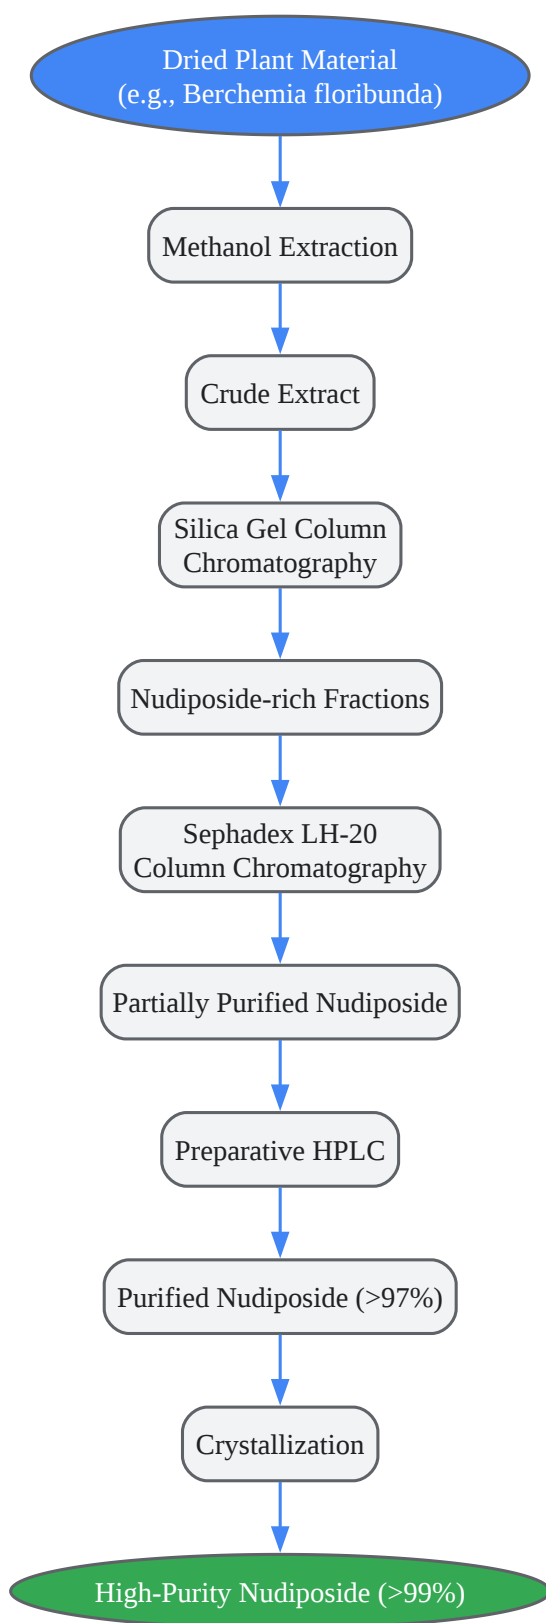 Dried Plant Material
(e.g., Berchemia floribunda)
Methanol Extraction
Crude Extract
Silica Gel Column
Chromatography
Nudiposide-rich Fractions
Sephadex LH-20
Column Chromatography
Partially Purified Nudiposide
Preparative HPLC
Purified Nudiposide (>97%)
Crystallization
High-Purity Nudiposide (>99%)